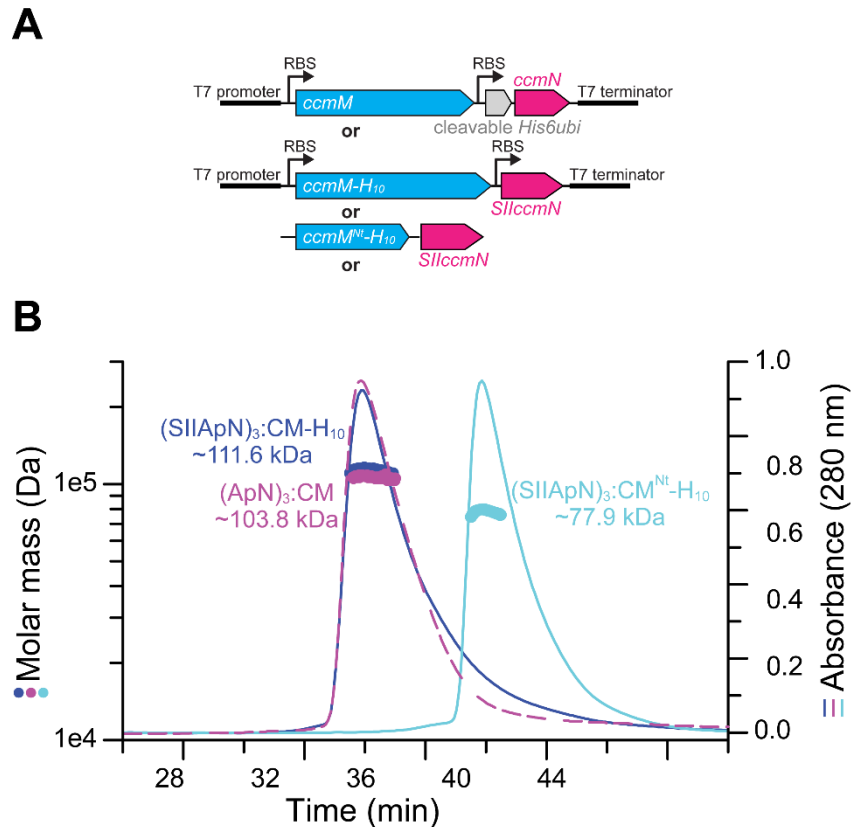 A
RBS RBS ccmN
T7 promoter ccmM T7 terminator
or cleavable His6ubi
RBS RBS
T7 promoter ccmM-H10 T7 terminator
or SIIccmN
ccmMNt-H10
or SIIccmN
B
1.0
(SIIApN)3:CM-H10
~111.6 kDa
0.8
1e5
(ApN)3:CM
~103.8 kDa
(SIIApN)3:CMNt-H10
~77.9 kDa
0.6
0.4
0.2
1e4
0.0
28 32 36 40 44
Time (min)
Molar mass (Da)
Absorbance (280 nm)